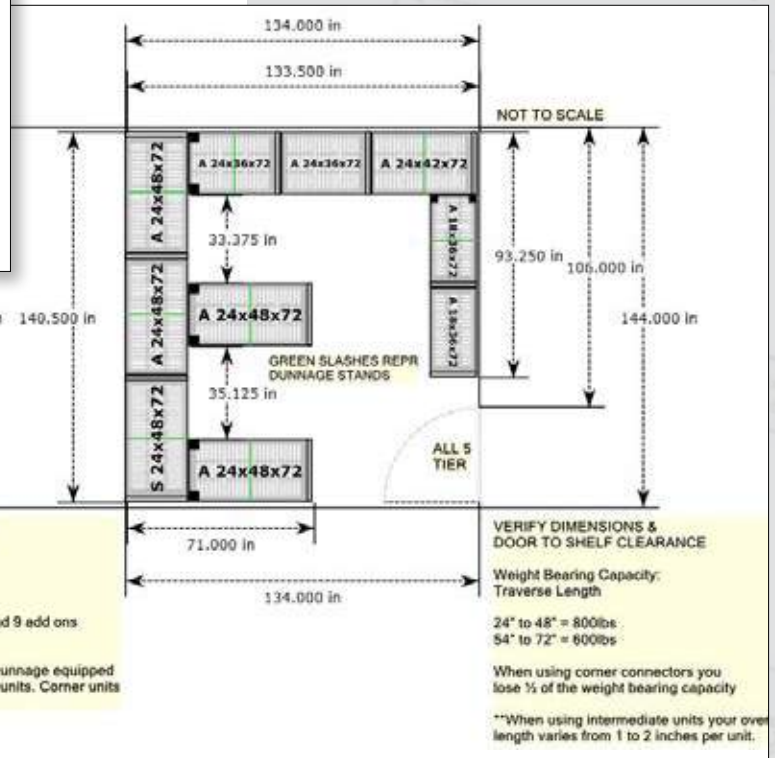 134.000 in
133.500 in
NOT TO SCALE
A 24x48x72
A 24x36x72
A 24x36x72
A 24x42x72
A 18x36x72
33.375 in
93.250 in
106.000 in
140.500 in
144.000 in
A 24x48x72
A 24x48x72
A 18x36x72
GREEN SLASHES REPR
DUNNAGE STANDS
35.125 in
S 24x48x72
A 24x48x72
ALL 5
TIER
71.000 in
134.000 in
VERIFY DIMENSIONS &
DOOR TO SHELF CLEARANCE
Weight Bearing Capacity:
Traverse Length
24" to 48" = 800lbs
54" to 72" = 600lbs
When using corner connectors you
lose ½ of the weight bearing capacity
**When using intermediate units your over
length varies from 1 to 2 inches per unit.
9 add ons
equipped
units. Corner units